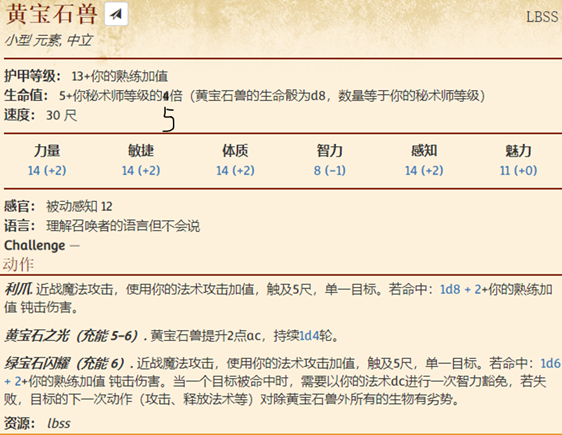 黄宝石兽
LBSS
小型 元素, 中立
护甲等级： 13+你的熟练加值
生命值： 5+你秘术师等级的4倍（黄宝石兽的生命骰为d8，数量等于你的秘术师等级）
5
速度： 30 尺
力量 敏捷 体质 智力 感知 魅力
14 (+2) 14 (+2) 14 (+2) 8 (−1) 14 (+2) 11 (+0)
感官： 被动感知 12
语言： 理解召唤者的语言但不会说
Challenge —
动作
利爪. 近战魔法攻击，使用你的法术攻击加值，触及5尺，单一目标。若命中：1d8 + 2+你的熟练加
值 钝击伤害。
黄宝石之光（充能 5–6）. 黄宝石兽提升2点ac，持续1d4轮。
绿宝石闪耀（充能 6）. 近战魔法攻击，使用你的法术攻击加值，触及5尺，单一目标。若命中：1d6
+ 2+你的熟练加值 钝击伤害。当一个目标被命中时，需要以你的法术dc进行一次智力豁免，若失
败，目标的下一次动作（攻击、释放法术等）对除黄宝石兽外所有的生物有劣势。
资源： lbss